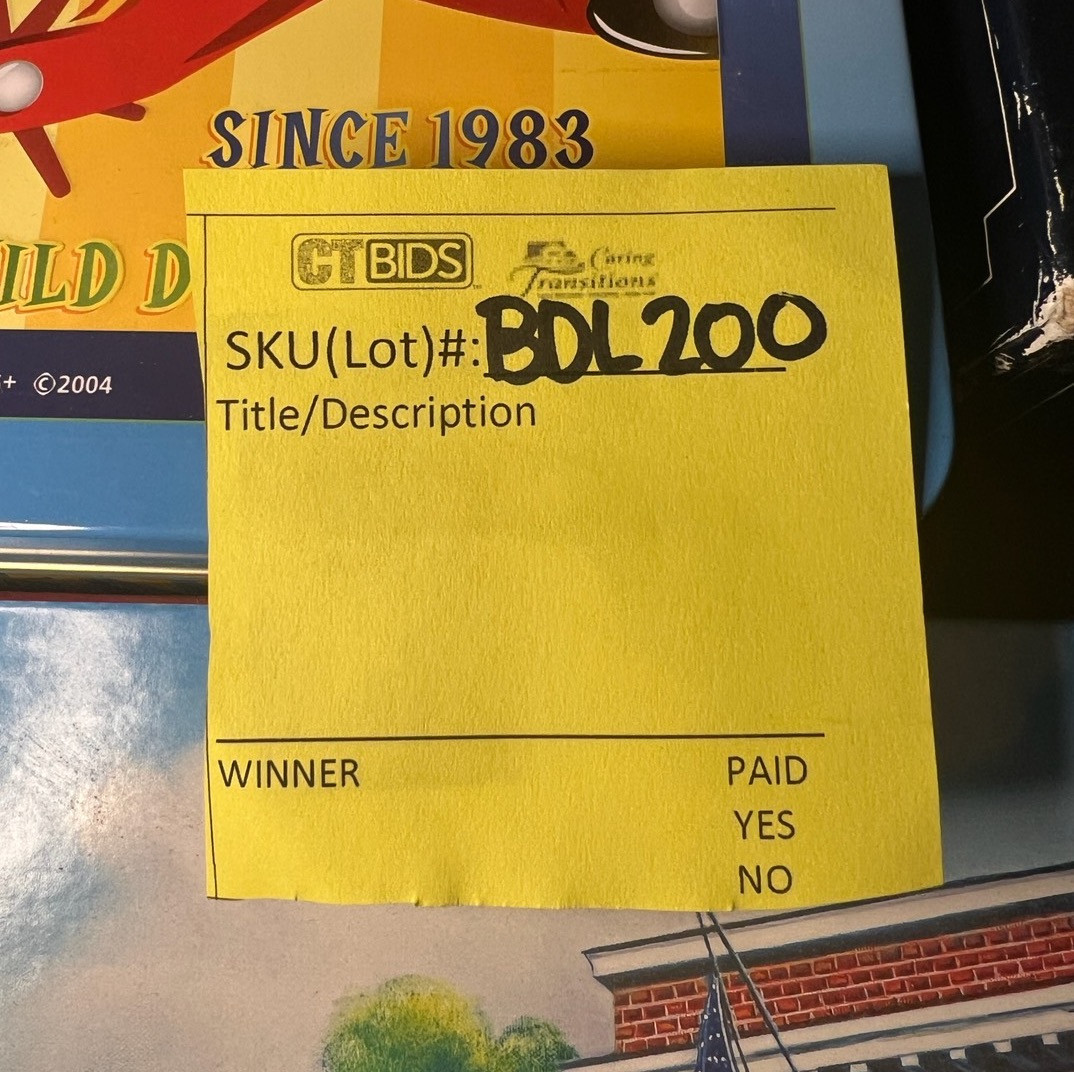 SINCE 1983
ILD D
CTBIDS
Caring
Transitions
SKU(Lot)#: BDL200
+ ©2004
Title/Description
WINNER
PAID
YES
NO